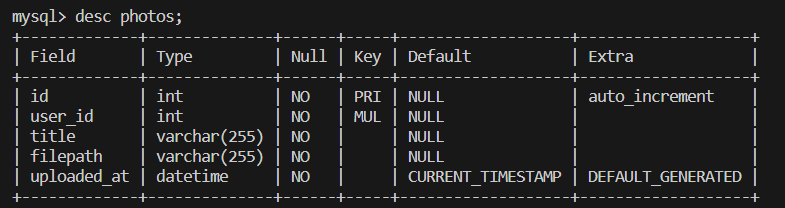 mysql> desc photos;
+-------------+--------------+------+-----+-------------------+-------------------+
| Field       | Type         | Null | Key | Default           | Extra             |
+-------------+--------------+------+-----+-------------------+-------------------+
| id          | int          | NO   | PRI | NULL              | auto_increment    |
| user_id     | int          | NO   | MUL | NULL              |                   |
| title       | varchar(255) | NO   |     | NULL              |                   |
| filepath    | varchar(255) | NO   |     | NULL              |                   |
| uploaded_at | datetime     | NO   |     | CURRENT_TIMESTAMP | DEFAULT_GENERATED |
+-------------+--------------+------+-----+-------------------+-------------------+